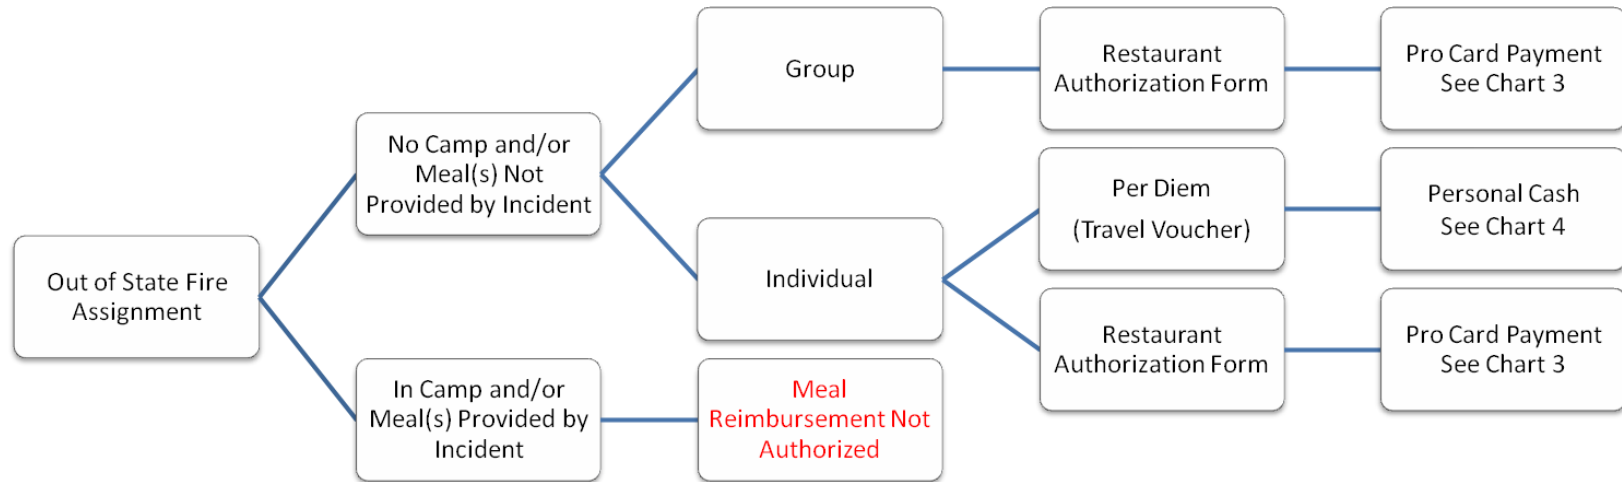 Out of State Fire
Assignment
No Camp and/or
Meal(s) Not
Provided by Incident
In Camp and/or
Meal(s) Provided by
Incident
Group
Individual
Meal
Reimbursement Not
Authorized
Restaurant
Authorization Form
Per Diem
(Travel Voucher)
Restaurant
Authorization Form
Pro Card Payment
See Chart 3
Personal Cash
See Chart 4
Pro Card Payment
See Chart 3